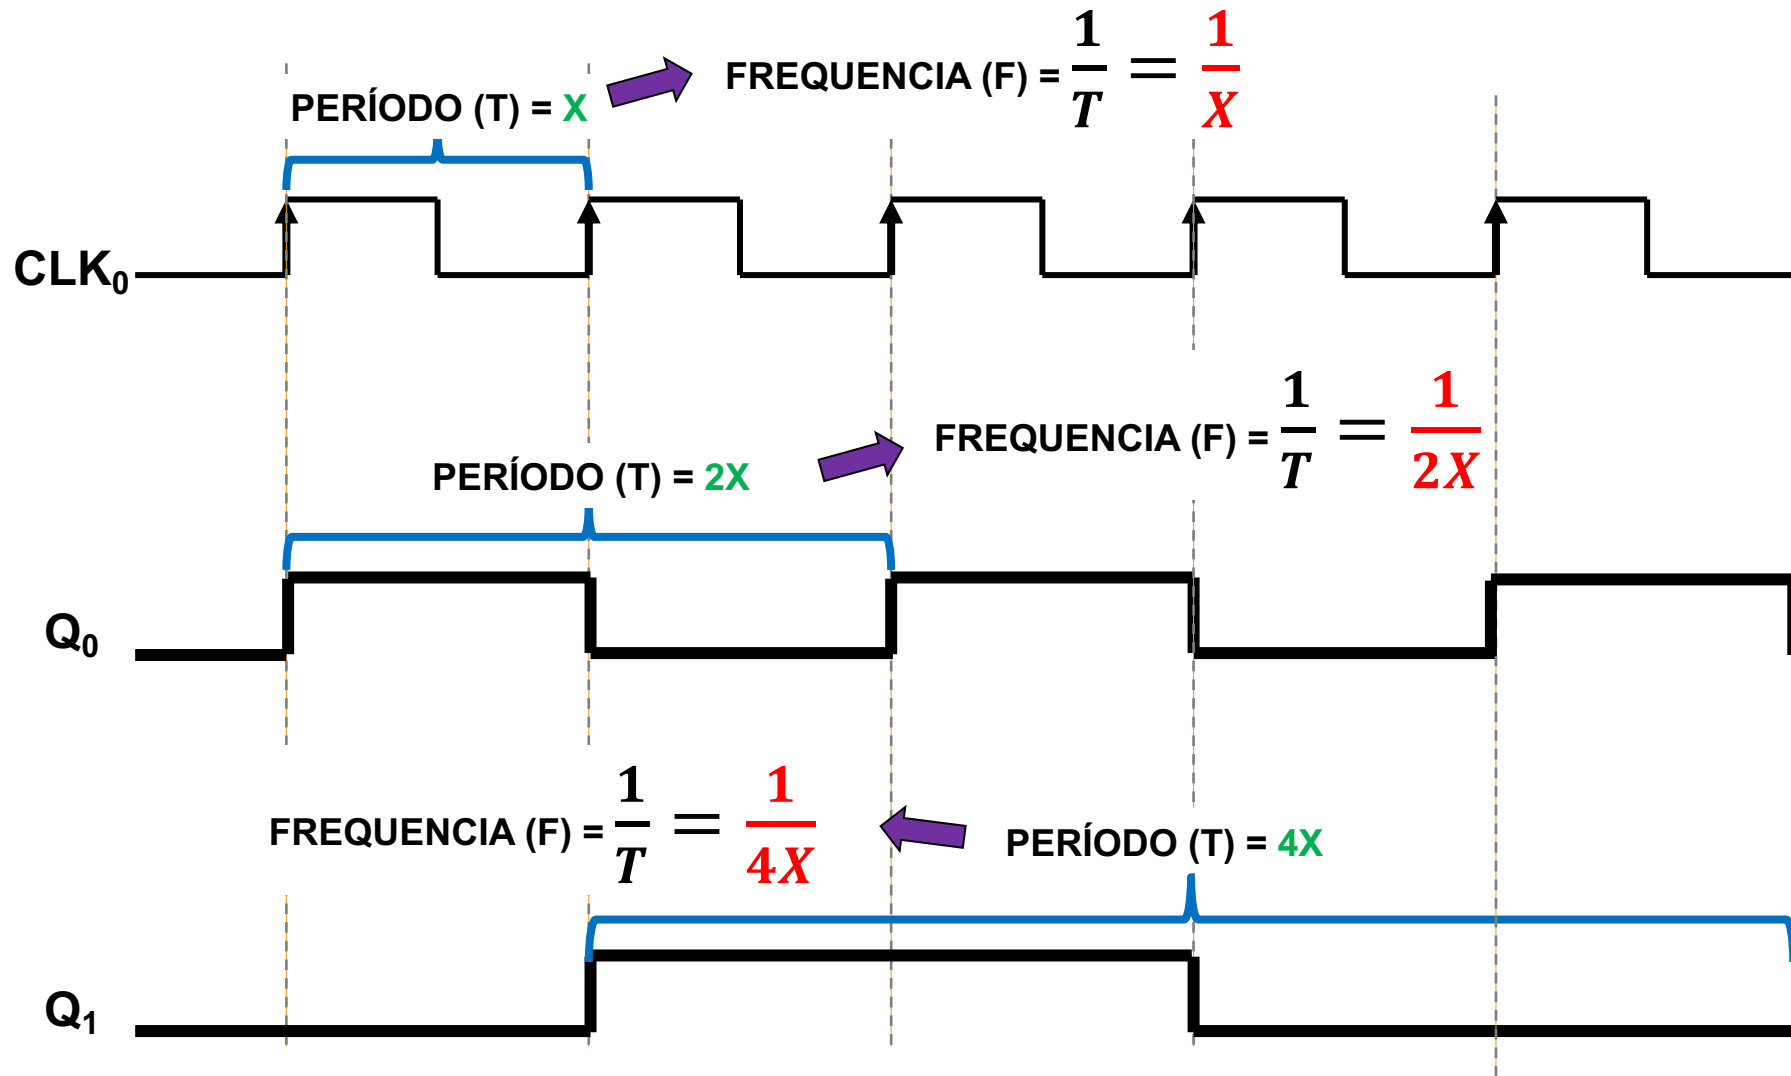 PERÍODO (T) = X
FREQUENCIA (F) = 1/T = 1/X
CLK₀
PERÍODO (T) = 2X
FREQUENCIA (F) = 1/T = 1/2X
Q₀
FREQUENCIA (F) = 1/T = 1/4X
PERÍODO (T) = 4X
Q₁